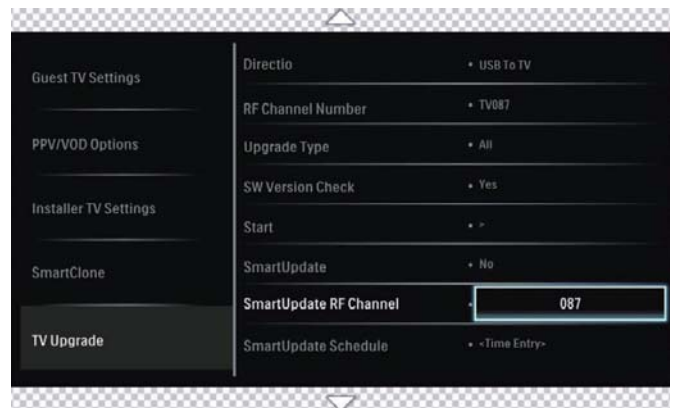 Guest TV Settings
PPV/VOD Options
Installer TV Settings
SmartClone
TV Upgrade
Directio • USB To TV
RF Channel Number • TV087
Upgrade Type • All
SW Version Check • Yes
Start • >
SmartUpdate • No
SmartUpdate RF Channel • 087
SmartUpdate Schedule • <Time Entry>